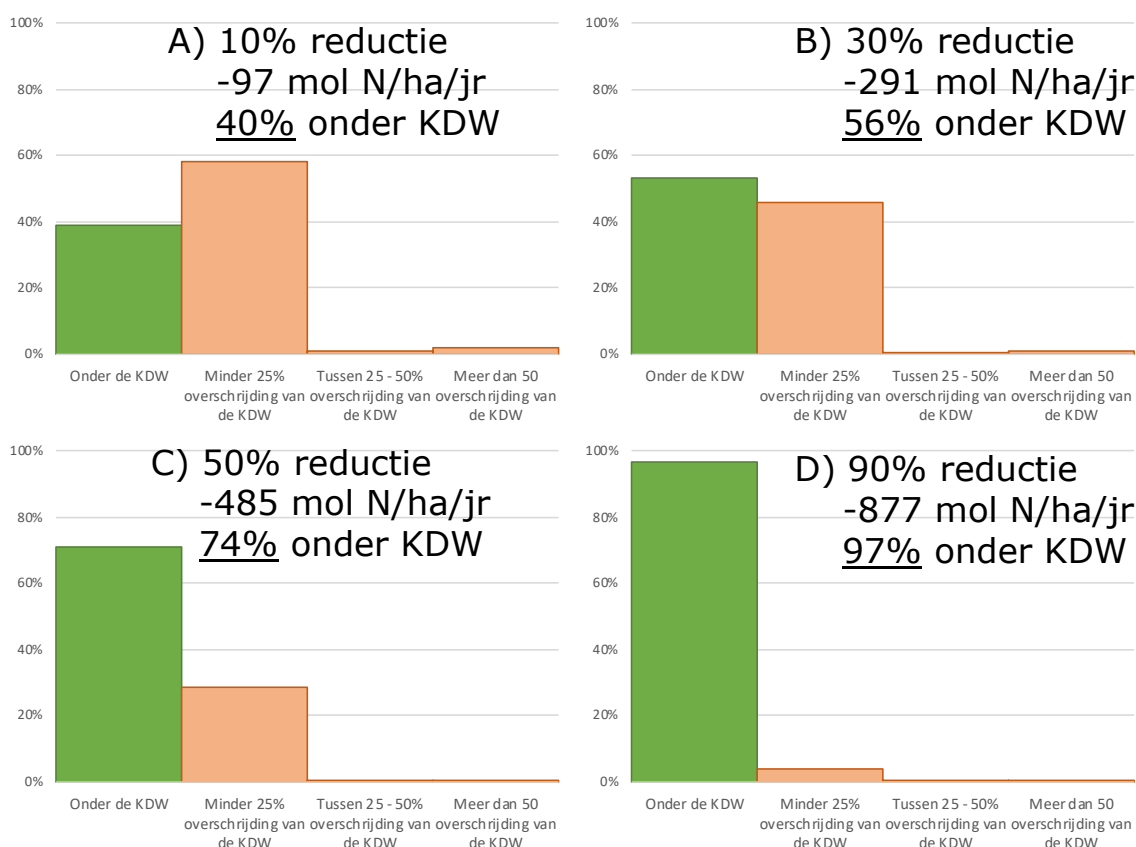 A) 10% reductie
-97 mol N/ha/jr
40% onder KDW
100%
80%
60%
40%
20%
0%
Onder de KDW
Minder 25% overschrijding van de KDW
Tussen 25 - 50% overschrijding van de KDW
Meer dan 50 overschrijding van de KDW
B) 30% reductie
-291 mol N/ha/jr
56% onder KDW
100%
80%
60%
40%
20%
0%
Onder de KDW
Minder 25% overschrijding van de KDW
Tussen 25 - 50% overschrijding van de KDW
Meer dan 50 overschrijding van de KDW
C) 50% reductie
-485 mol N/ha/jr
74% onder KDW
100%
80%
60%
40%
20%
0%
Onder de KDW
Minder 25% overschrijding van de KDW
Tussen 25 - 50% overschrijding van de KDW
Meer dan 50 overschrijding van de KDW
D) 90% reductie
-877 mol N/ha/jr
97% onder KDW
100%
80%
60%
40%
20%
0%
Onder de KDW
Minder 25% overschrijding van de KDW
Tussen 25 - 50% overschrijding van de KDW
Meer dan 50 overschrijding van de KDW